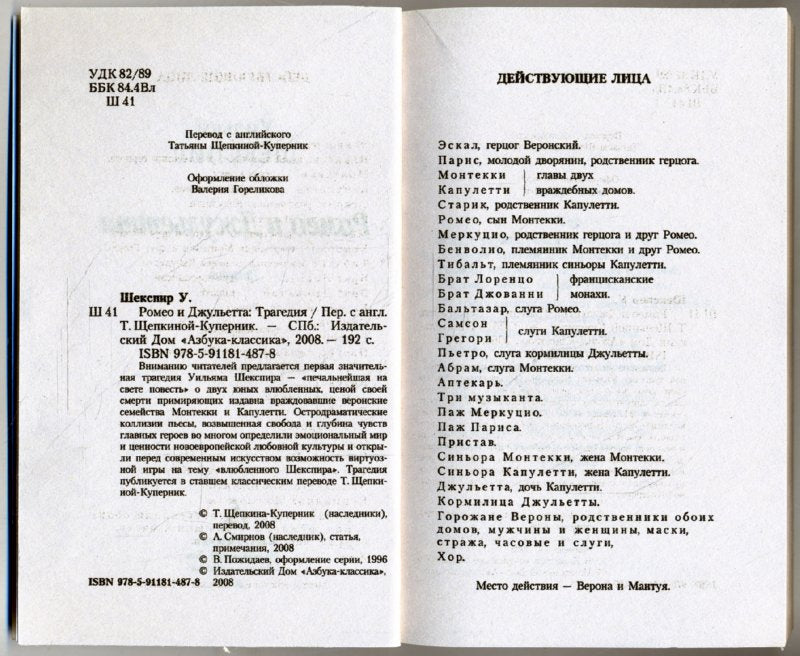 УДК 82/89
ББК 84.4Вл
Ш 41
Перевод с английского
Татьяны Щепкиной-Куперник
Оформление обложки
Валерия Гореликова
Шекспир У.
Ш 41 Ромео и Джульетта: Трагедия / Пер. с англ.
Т. Щепкиной-Куперник. — СПб.: Издатель-
ский Дом «Азбука-классика», 2008. — 192 с.
ISBN 978-5-91181-487-8
Вниманию читателей предлагается первая значитель-
ная трагедия Уильяма Шекспира — «печальнейшая на
свете повесть» о двух юных влюбленных, ценой своей
смерти примиряющих издавна враждовавшие веронские
семейства Монтекки и Капулетти. Остродраматические
коллизии пьесы, возвышенная свобода и глубина чувств
главных героев во многом определили эмоциональный мир
и ценности новоевропейской любовной культуры и откры-
ли перед современным искусством возможность виртуоз-
ной игры на тему «влюбленного Шекспира». Трагедия
публикуется в ставшем классическим переводе Т. Щепки-
ной-Куперник.
© Т. Щепкина-Куперник (наследники),
перевод, 2008
© А. Смирнов (наследник), статья,
примечания, 2008
© В. Пожидаев, оформление серии, 1996
© Издательский Дом «Азбука-классика»,
ISBN 978-5-91181-487-8 2008
ДЕЙСТВУЮЩИЕ ЛИЦА
Эскал, герцог Веронский.
Парис, молодой дворянин, родственник герцога.
Монтекки главы двух
Капулетти враждебных домов.
Старик, родственник Капулетти.
Ромео, сын Монтекки.
Меркуцио, родственник герцога и друг Ромео.
Бенволио, племянник Монтекки и друг Ромео.
Тибальт, племянник синьоры Капулетти.
Брат Лоренцо францисканские
Брат Джованни монахи.
Бальтазар, слуга Ромео.
Самсон
Грегори слуги Капулетти.
Пьетро, слуга кормилицы Джульетты.
Абрам, слуга Монтекки.
Аптекарь.
Три музыканта.
Паж Меркуцио.
Паж Париса.
Пристав.
Синьора Монтекки, жена Монтекки.
Синьора Капулетти, жена Капулетти.
Джульетта, дочь Капулетти.
Кормилица Джульетты.
Горожане Вероны, родственники обоих
домов, мужчины и женщины, маски,
стража, часовые и слуги,
Хор.
Место действия — Верона и Мантуя.